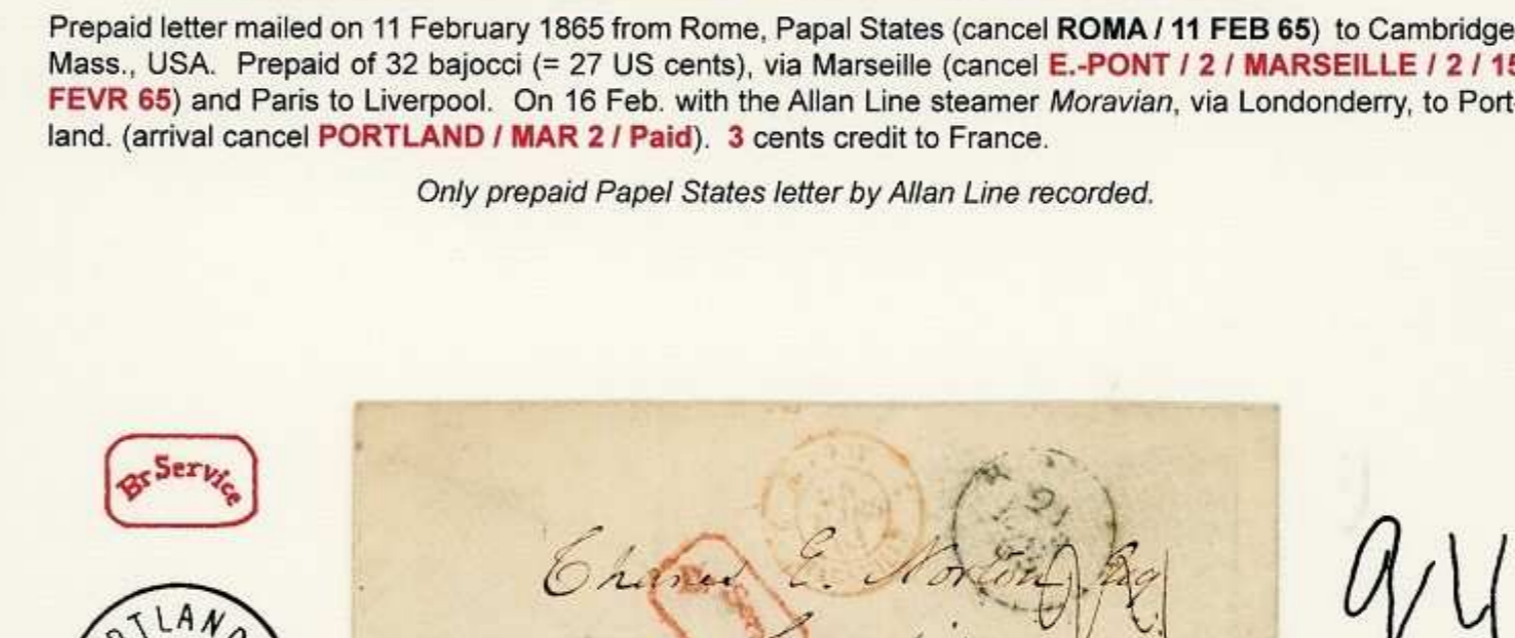 Prepaid letter mailed on 11 February 1865 from Rome, Papal States (cancel ROMA / 11 FEB 65) to Cambridge
Mass., USA. Prepaid of 32 bajocci (= 27 US cents), via Marseille (cancel E.-PONT / 2 / MARSEILLE / 2 / 15
FEVR 65) and Paris to Liverpool. On 16 Feb. with the Allan Line steamer Moravian, via Londonderry, to Port-
land. (arrival cancel PORTLAND / MAR 2 / Paid). 3 cents credit to France.
Only prepaid Papel States letter by Allan Line recorded.
Br Service
Charles E. Norton Esq
Br Ser
RTLAND